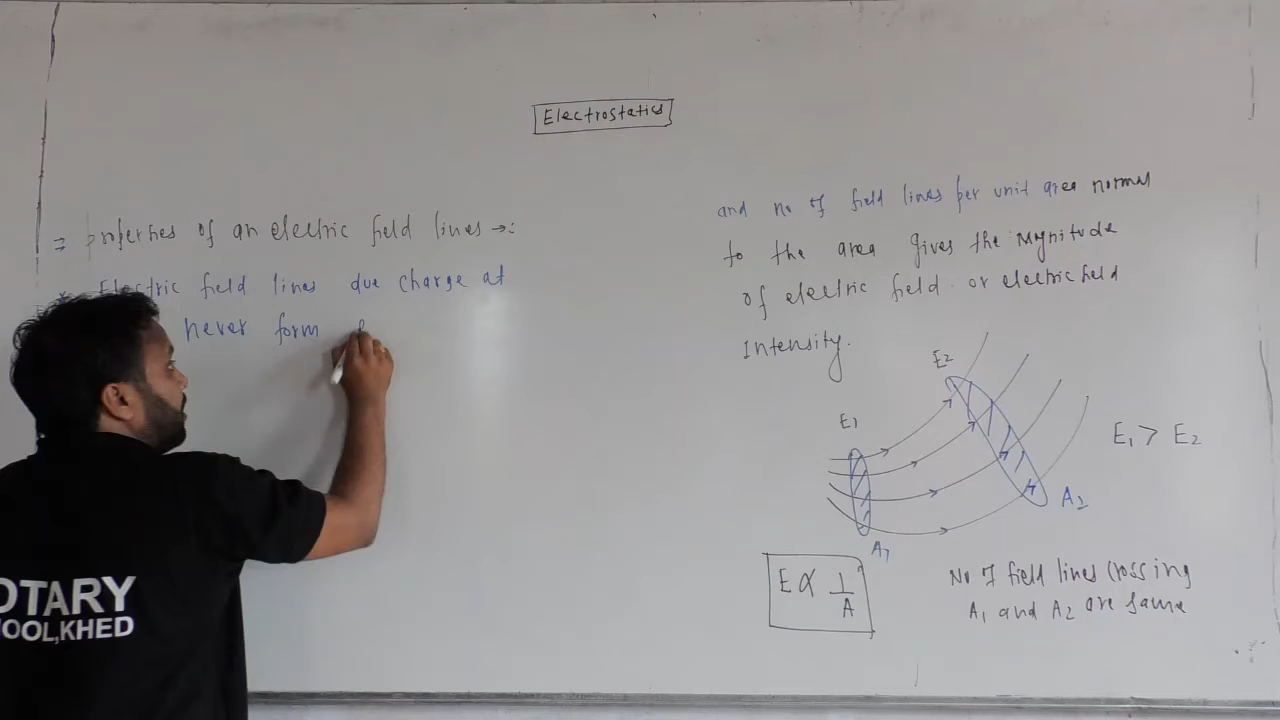 Electrostatics
= Properties of an electric field lines →:
* Electric field lines due charge at
never form
and no of field lines per unit area normal
to the area gives the magnitude
of electric field or electric field
Intensity.
E2
E1
E1 > E2
A2
A1
E ∝ 1/A
No of field lines crossing
A1 and A2 are same
OTARY
OOL,KHED